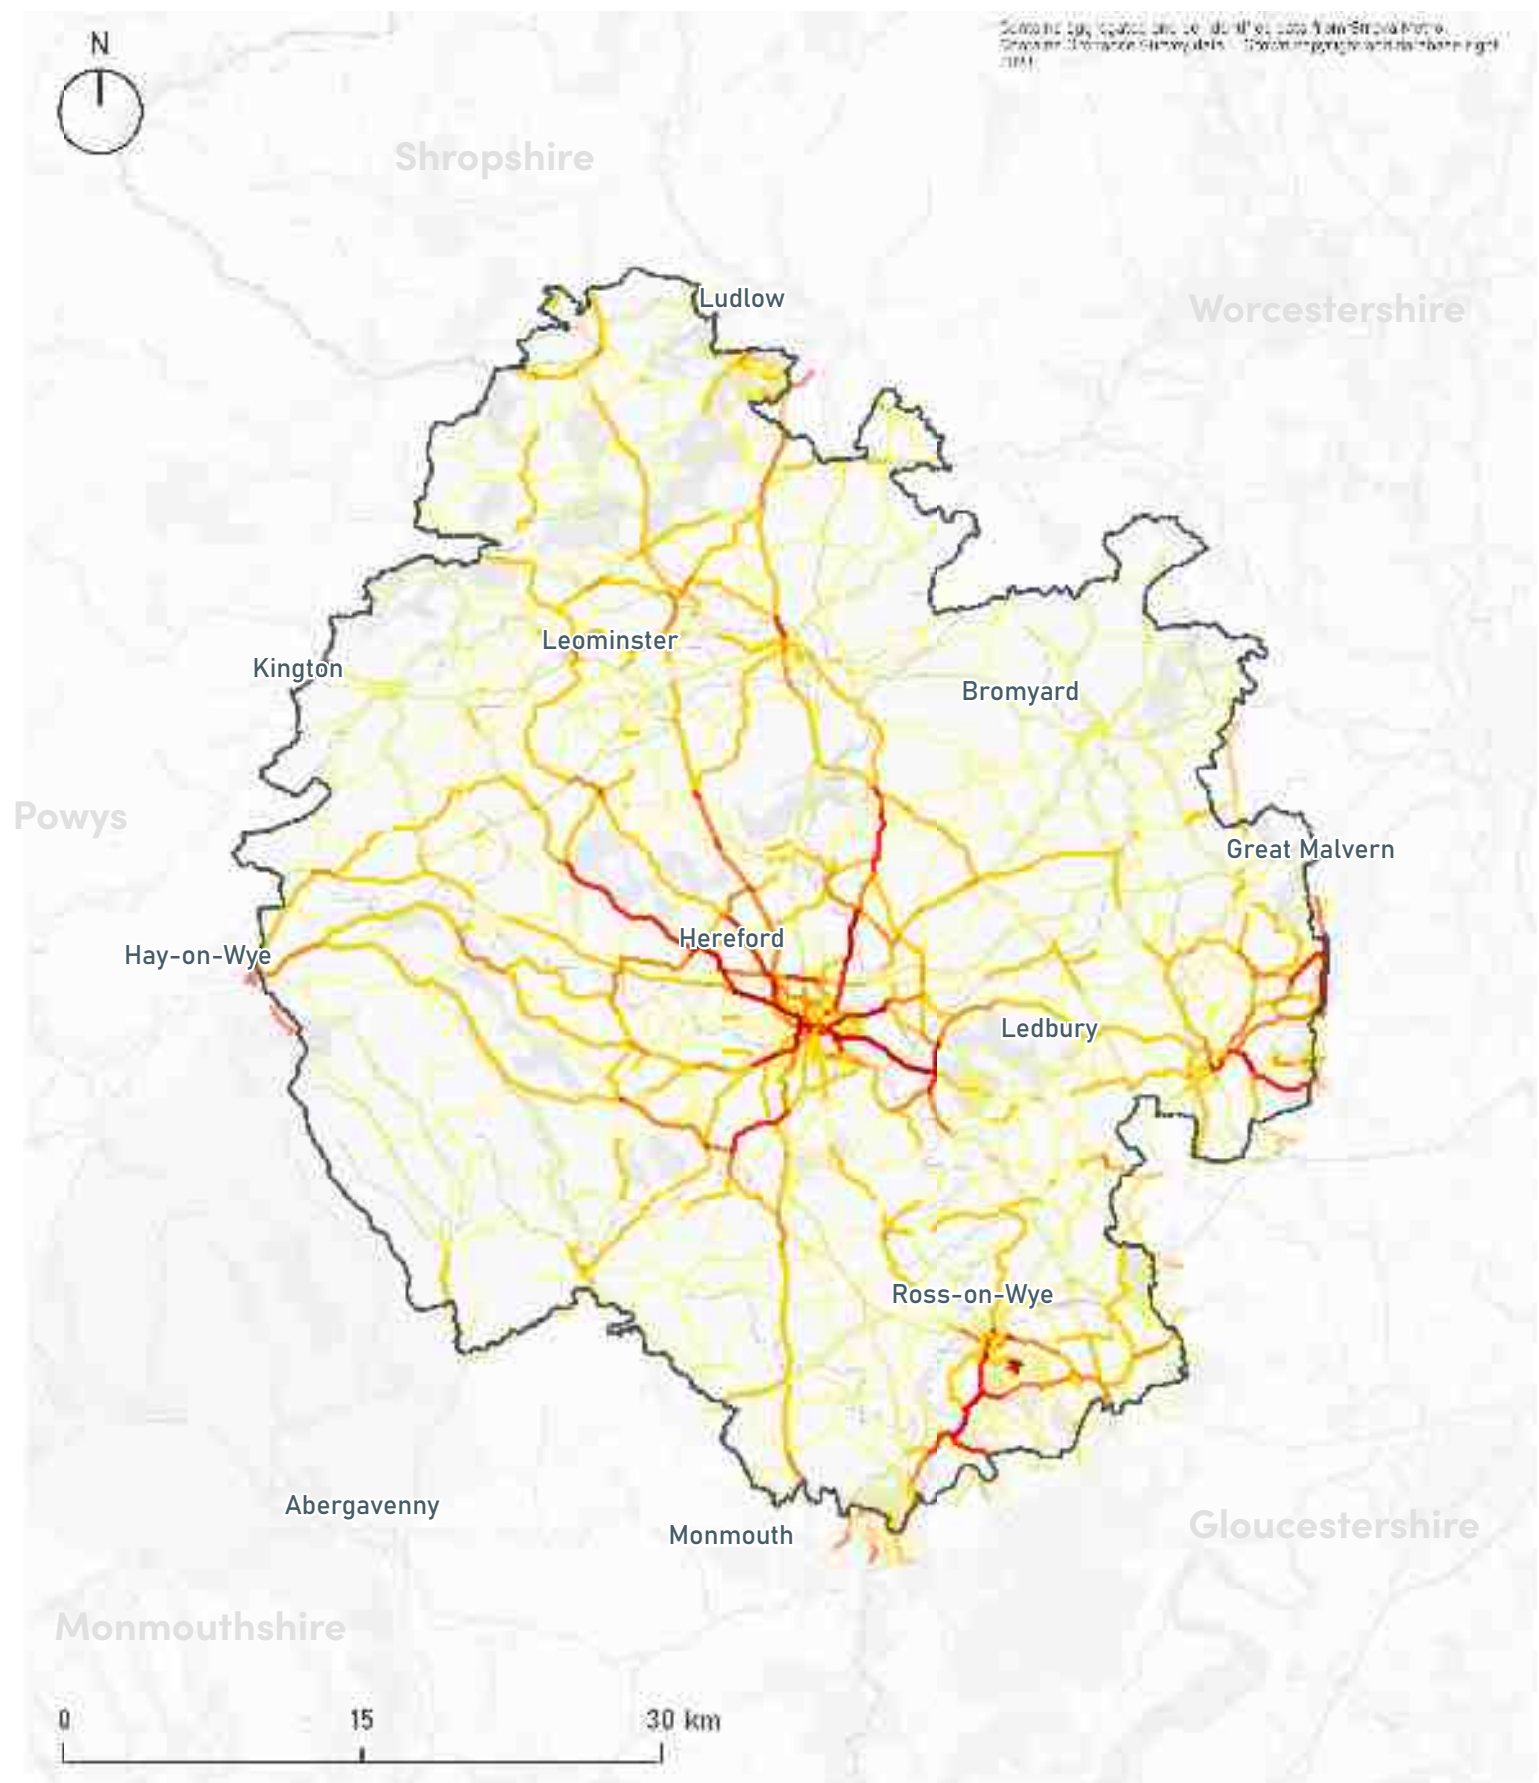 N
Shropshire
Ludlow
Worcestershire
Leominster
Kington
Bromyard
Powys
Great Malvern
Hereford
Hay-on-Wye
Ledbury
Ross-on-Wye
Abergavenny
Monmouth
Gloucestershire
Monmouthshire
0 15 30 km